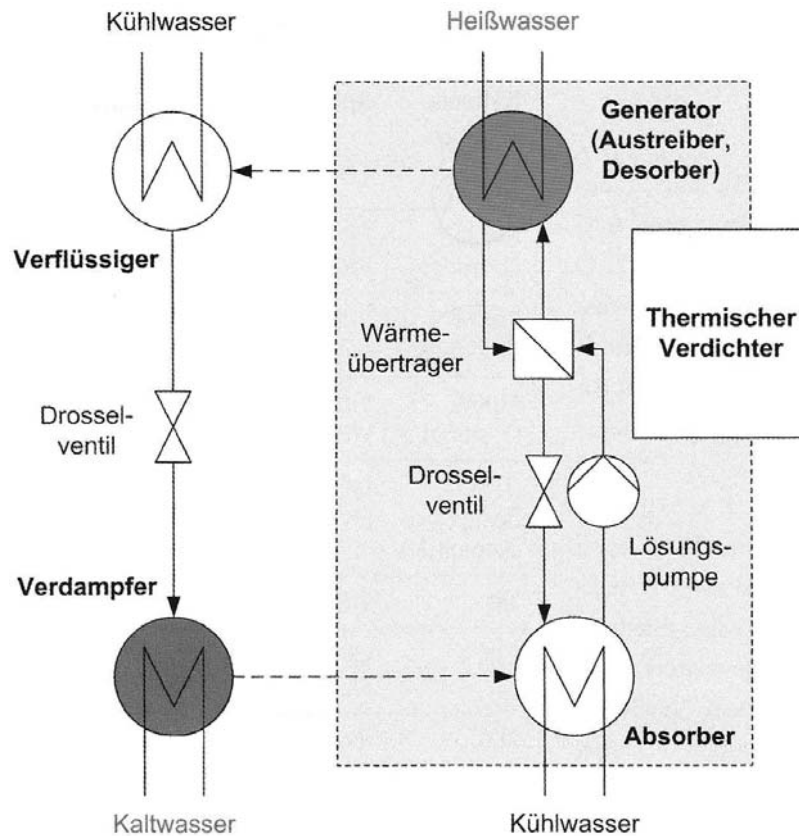 Kühlwasser
Heißwasser
Generator
(Austreiber,
Desorber)
Verflüssiger
Thermischer
Verdichter
Wärme-
übertrager
Drossel-
ventil
Drossel-
ventil
Lösungs-
pumpe
Verdampfer
Absorber
Kaltwasser
Kühlwasser